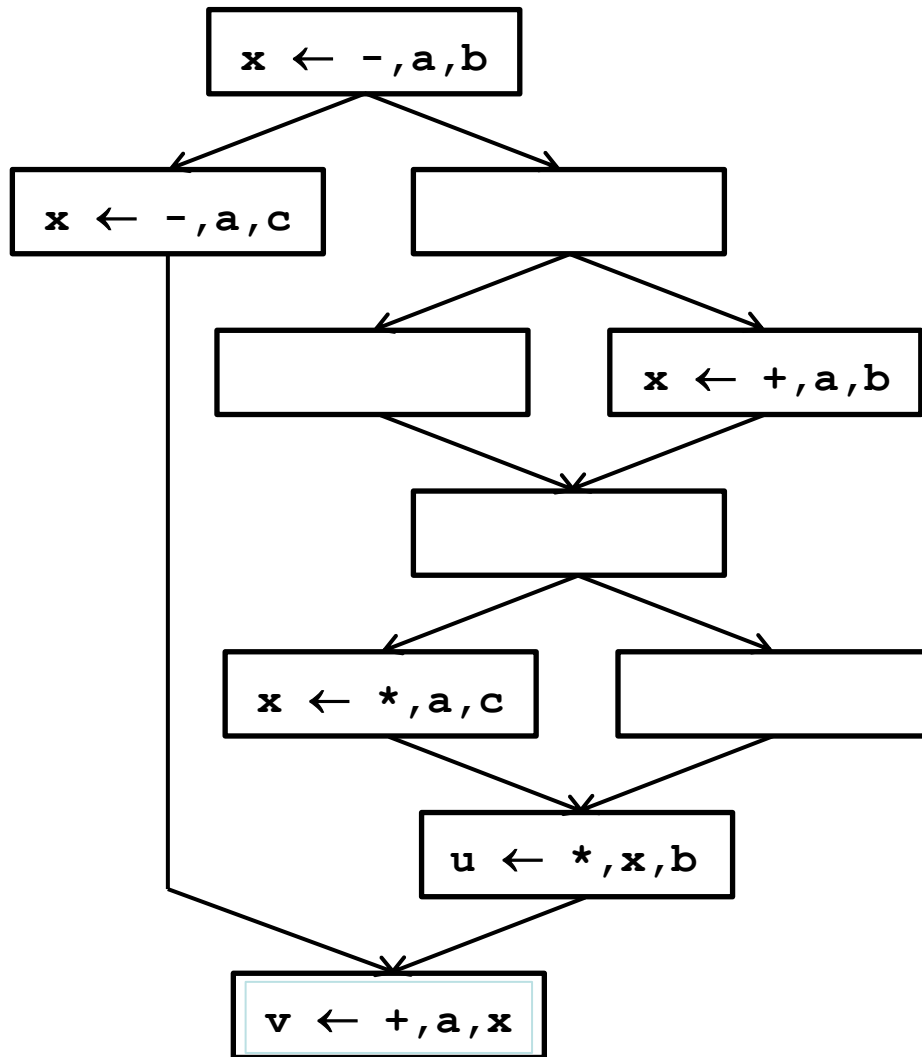 x ← -,a,b
x ← -,a,c
x ← +,a,b
x ← *,a,c
u ← *,x,b
v ← +,a,x